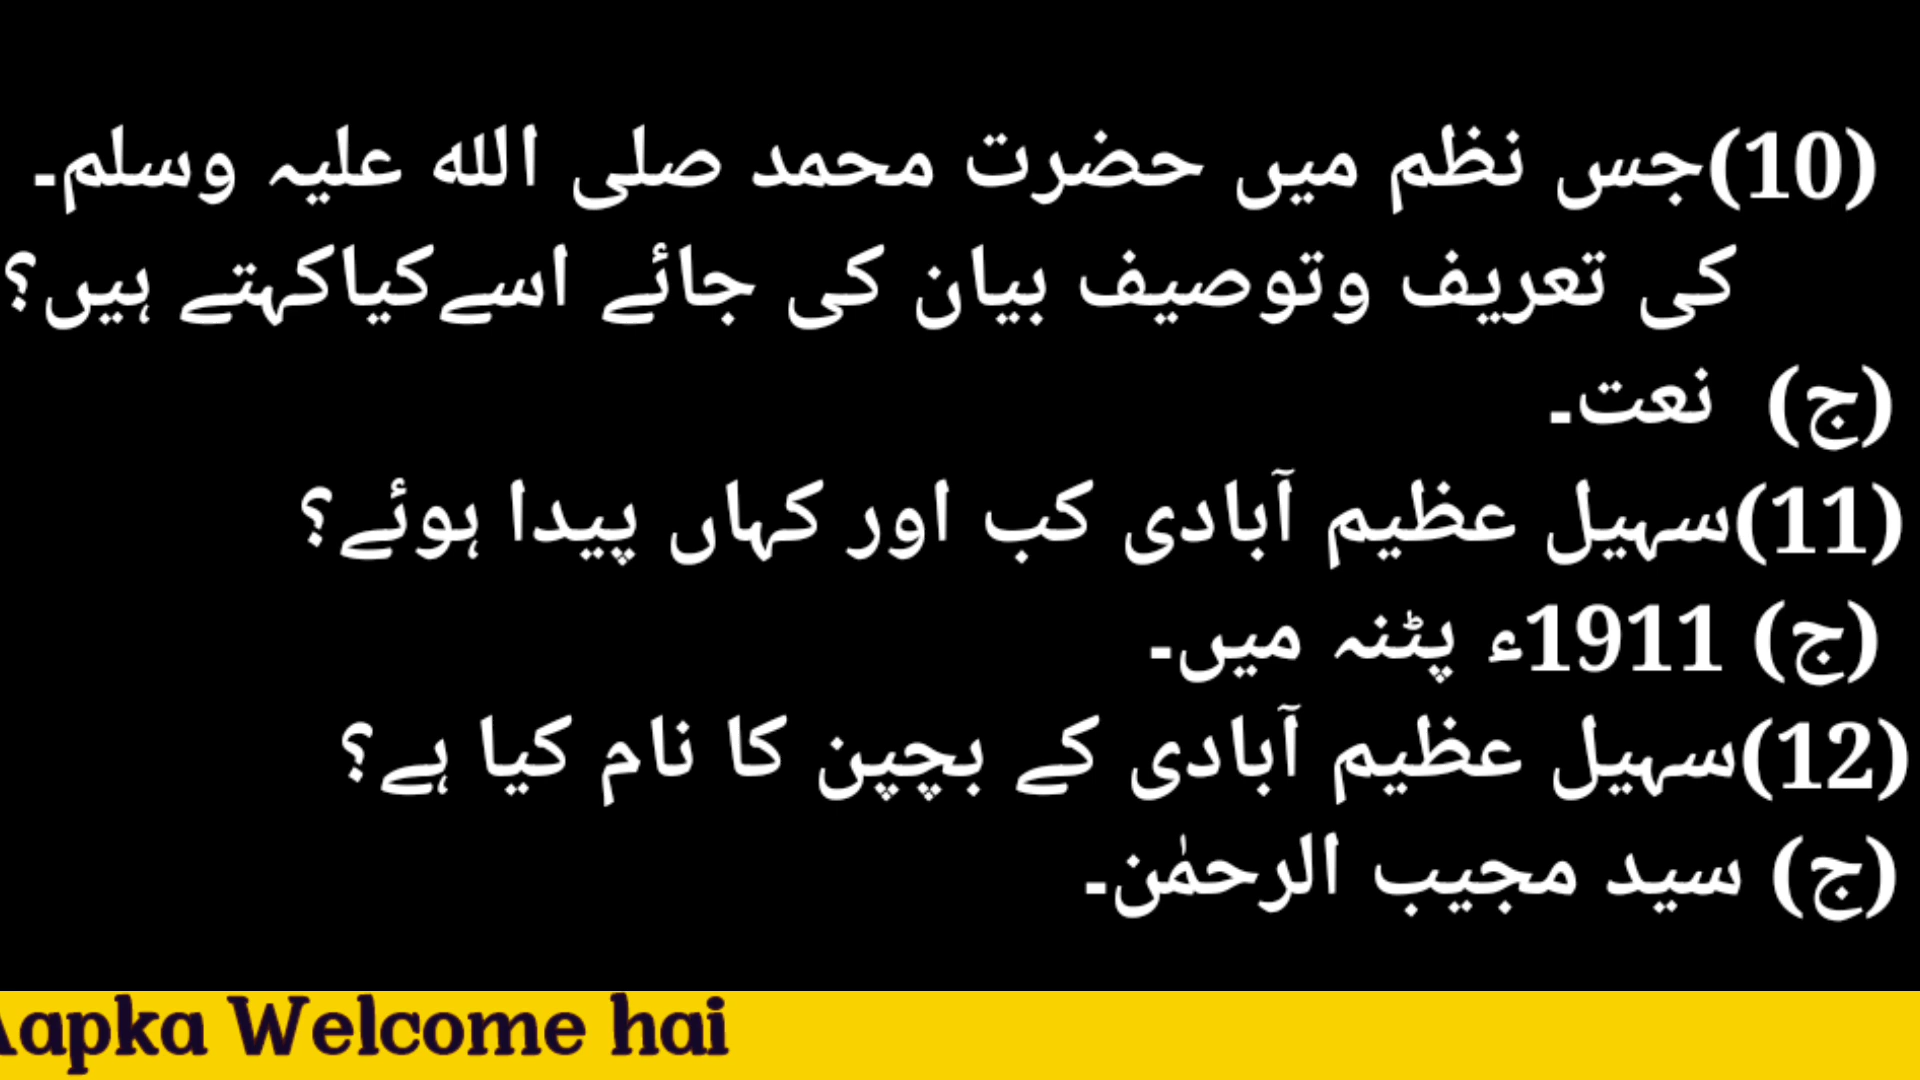 (10)جس نظم میں حضرت محمد صلی اللہ علیہ وسلم۔
کی تعریف وتوصیف بیان کی جائے اسےکیاکہتے ہیں؟
(ج) نعت۔
(11)سہیل عظیم آبادی کب اور کہاں پیدا ہوئے؟
(ج) 1911ء پٹنہ میں۔
(12)سہیل عظیم آبادی کے بچپن کا نام کیا ہے؟
(ج) سید مجیب الرحمٰن۔
Aapka Welcome hai